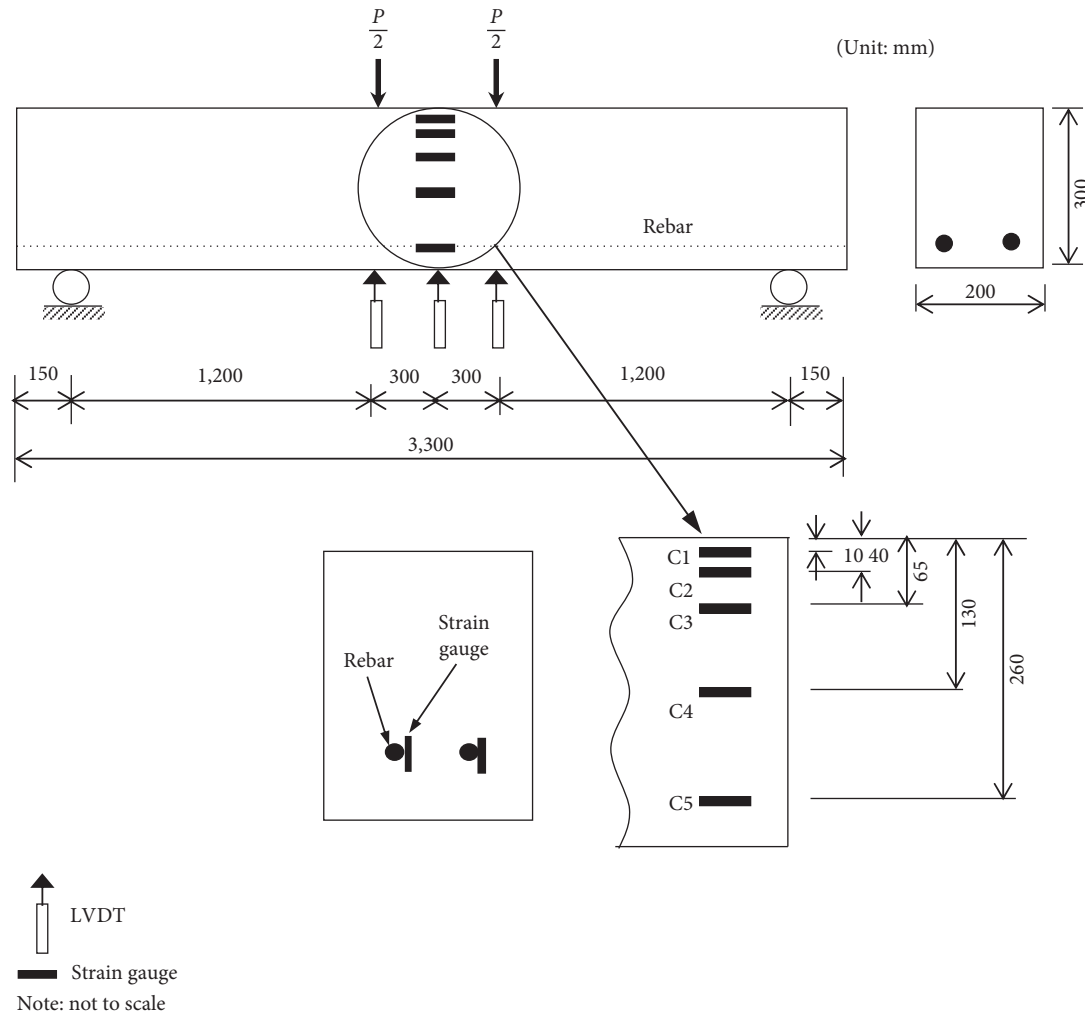 P
2
P
2
(Unit: mm)
Rebar
300
200
150
1,200
300
300
1,200
150
3,300
C1
C2
C3
C4
C5
10 40
65
130
260
Strain
gauge
Rebar
LVDT
Strain gauge
Note: not to scale